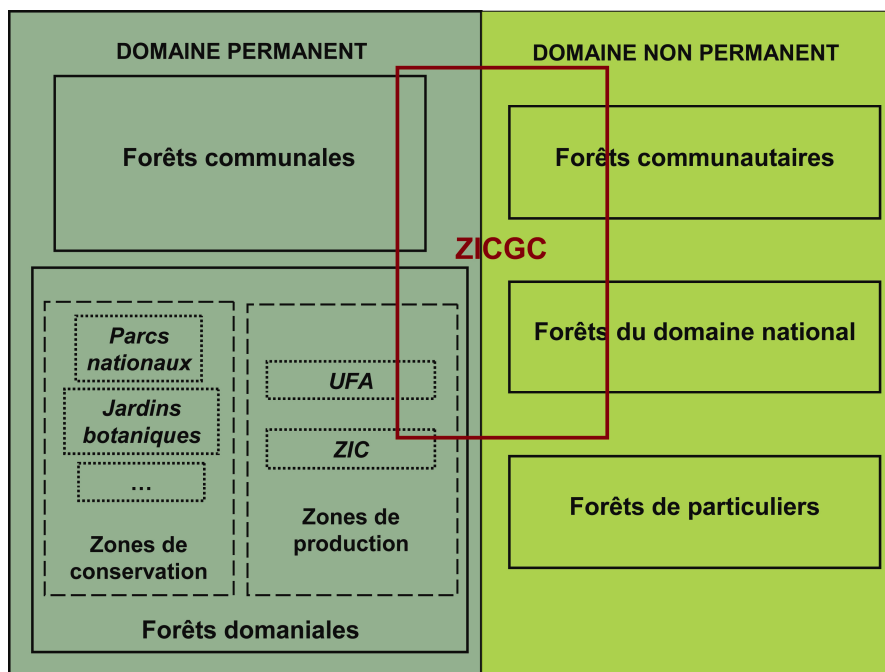 DOMAINE PERMANENT
Forêts communales
Parcs
nationaux
Jardins
botaniques
...
Zones de
conservation
UFA
ZIC
Zones de
production
Forêts domaniales
ZICGC
DOMAINE NON PERMANENT
Forêts communautaires
Forêts du domaine national
Forêts de particuliers